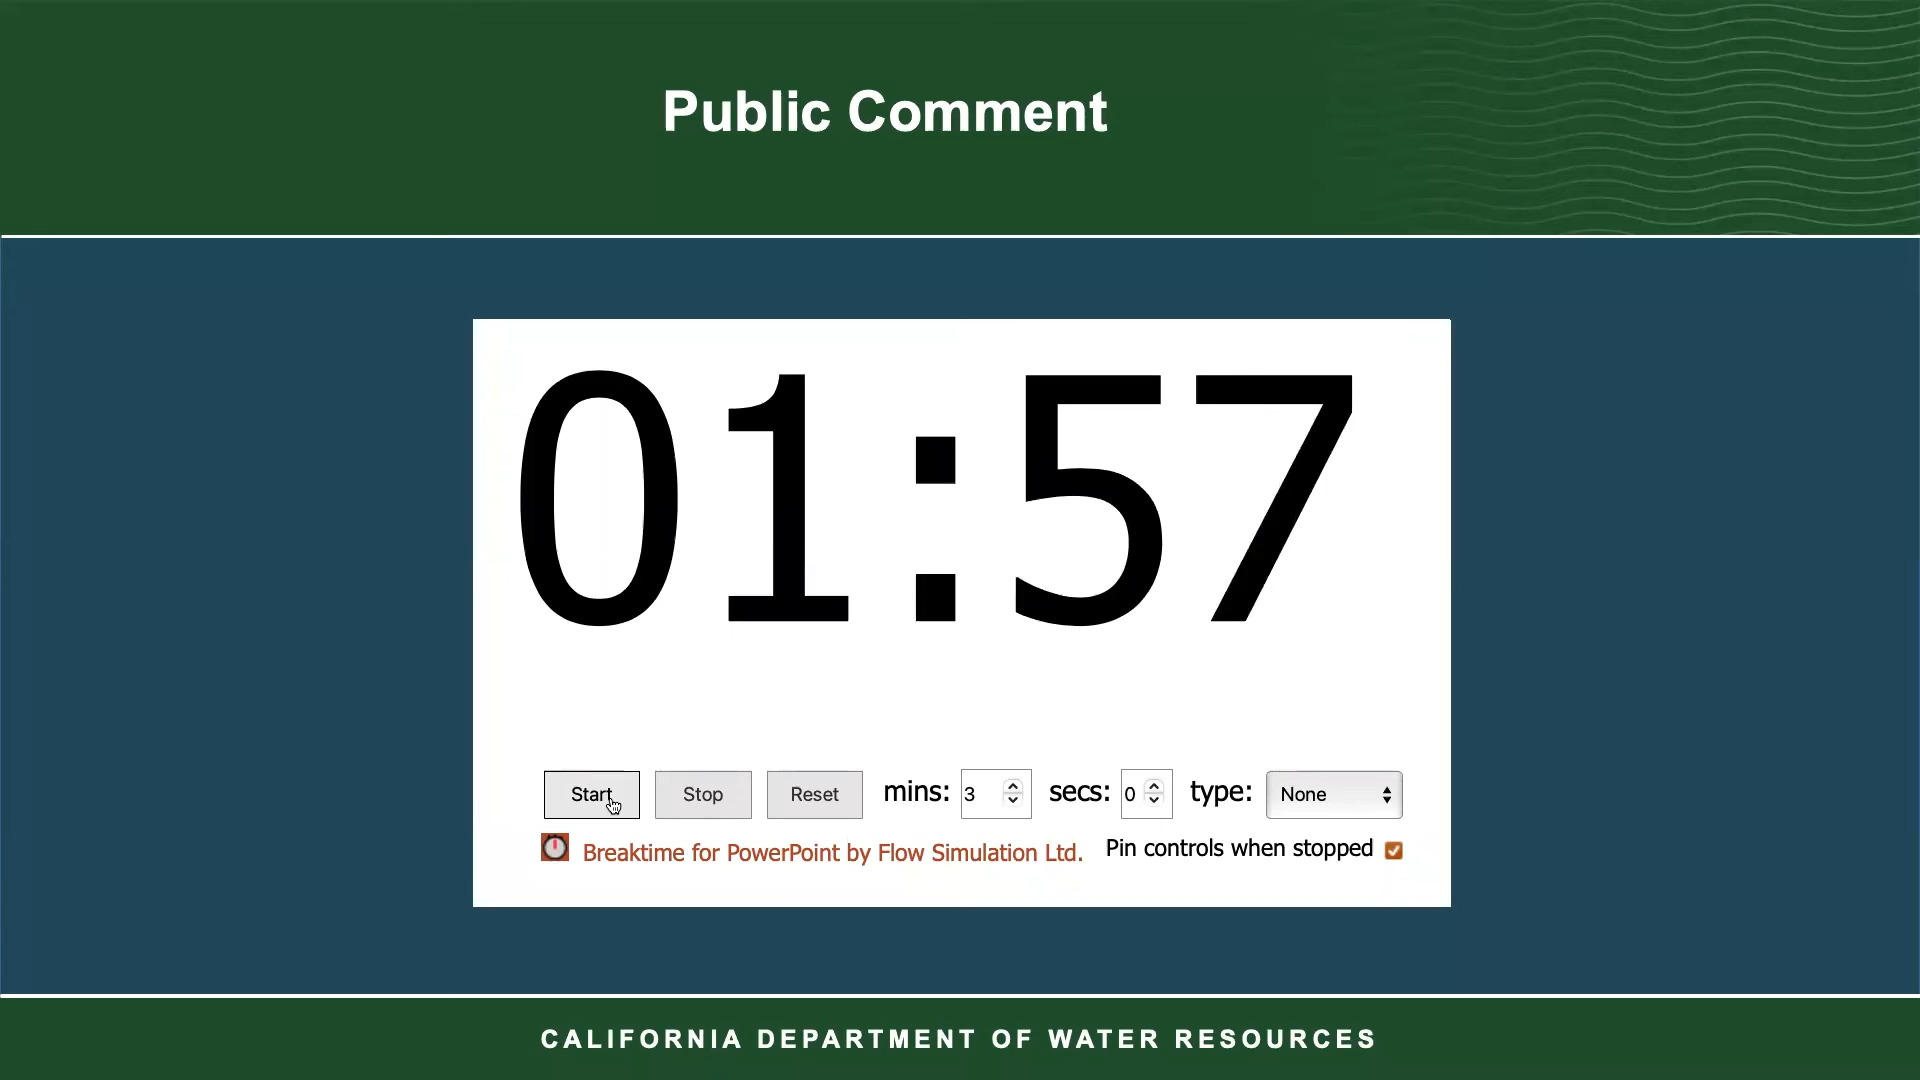 Public Comment
01:57
Start Stop Reset mins: 3 secs: 0 type: None
Breaktime for PowerPoint by Flow Simulation Ltd. Pin controls when stopped
CALIFORNIA DEPARTMENT OF WATER RESOURCES